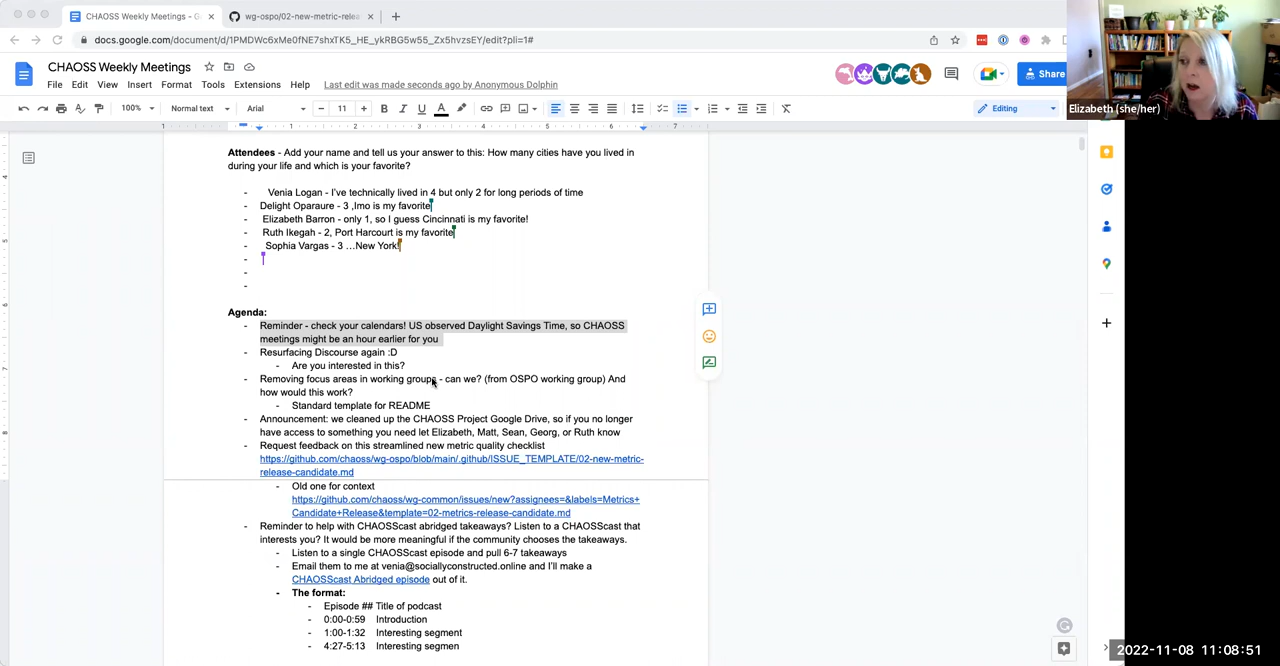 CHAOSS Weekly Meetings - G
wg-ospo/02-new-metric-relea
docs.google.com/document/d/1PMDWc6xMe0fNE7shxTK5_HE_ykRBG5w55_Zx5hvzsEY/edit?pli=1#
CHAOSS Weekly Meetings
File Edit View Insert Format Tools Extensions Help Last edit was made seconds ago by Anonymous Dolphin
Share
Elizabeth (she/her)
100% Normal text Arial 11 Editing
1 1 2 3 4 5 6 7
Attendees - Add your name and tell us your answer to this: How many cities have you lived in
during your life and which is your favorite?
- Venia Logan - I've technically lived in 4 but only 2 for long periods of time
- Delight Oparaure - 3 ,Imo is my favorite
- Elizabeth Barron - only 1, so I guess Cincinnati is my favorite!
- Ruth Ikegah - 2, Port Harcourt is my favorite
- Sophia Vargas - 3 ...New York!
-
-
-
Agenda:
- Reminder - check your calendars! US observed Daylight Savings Time, so CHAOSS
meetings might be an hour earlier for you
- Resurfacing Discourse again :D
- Are you interested in this?
- Removing focus areas in working groups - can we? (from OSPO working group) And
how would this work?
- Standard template for README
- Announcement: we cleaned up the CHAOSS Project Google Drive, so if you no longer
have access to something you need let Elizabeth, Matt, Sean, Georg, or Ruth know
- Request feedback on this streamlined new metric quality checklist
https://github.com/chaoss/wg-ospo/blob/main/.github/ISSUE_TEMPLATE/02-new-metric-
release-candidate.md
- Old one for context
https://github.com/chaoss/wg-common/issues/new?assignees=&labels=Metrics+
Candidate+Release&template=02-metrics-release-candidate.md
- Reminder to help with CHAOSScast abridged takeaways? Listen to a CHAOSScast that
interests you? It would be more meaningful if the community chooses the takeaways.
- Listen to a single CHAOSScast episode and pull 6-7 takeaways
- Email them to me at venia@sociallyconstructed.online and I'll make a
CHAOSScast Abridged episode out of it.
- The format:
- Episode ## Title of podcast
- 0:00-0:59 Introduction
- 1:00-1:32 Interesting segment
- 4:27-5:13 Interesting segmen
2022-11-08 11:08:51